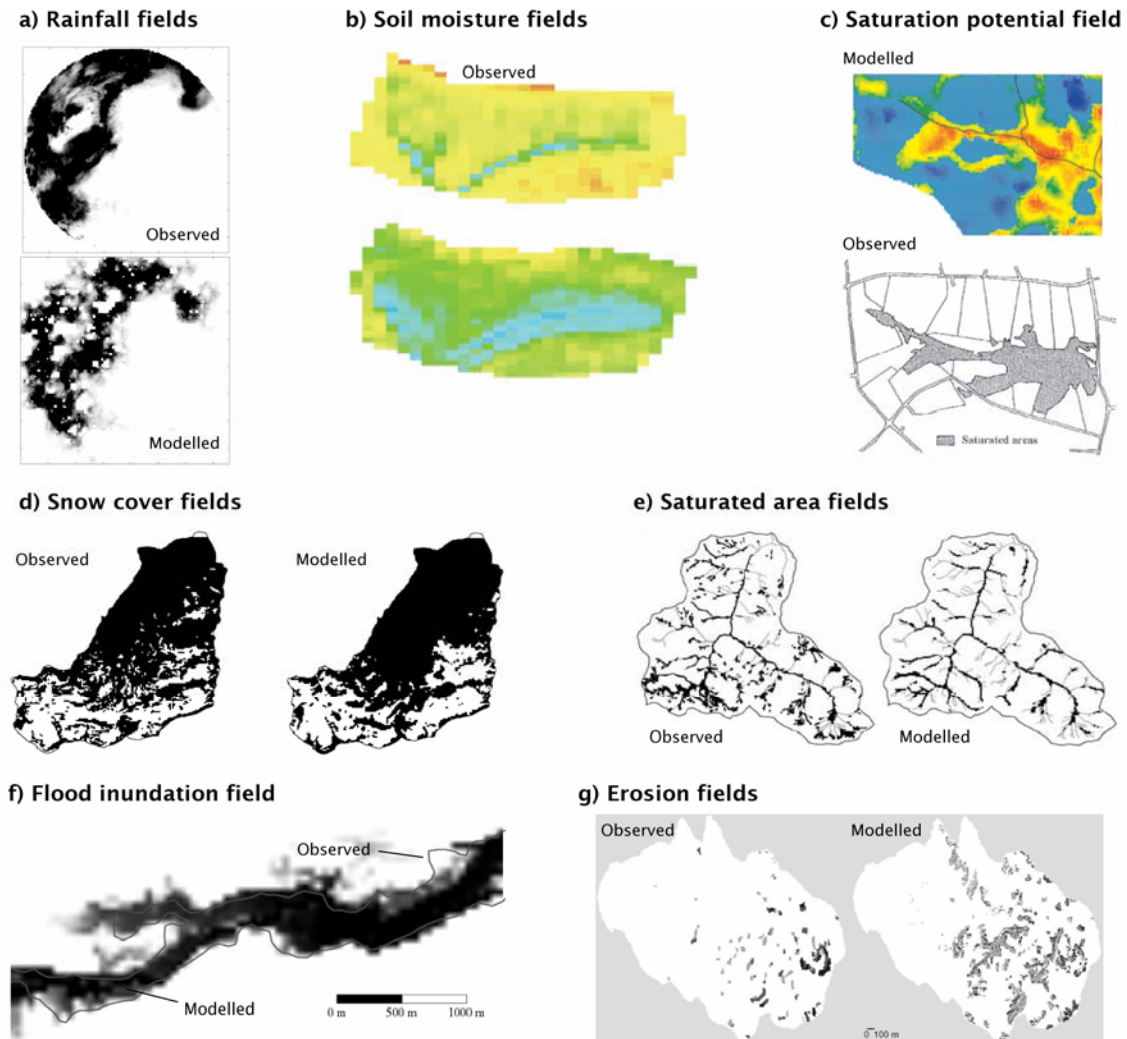 a) Rainfall fields
Observed
Modelled
b) Soil moisture fields
Observed
c) Saturation potential field
Modelled
Observed
Saturated areas
d) Snow cover fields
Observed
Modelled
e) Saturated area fields
Observed
Modelled
f) Flood inundation field
Observed
Modelled
0 m 500 m 1000 m
g) Erosion fields
Observed
Modelled
0 100 m